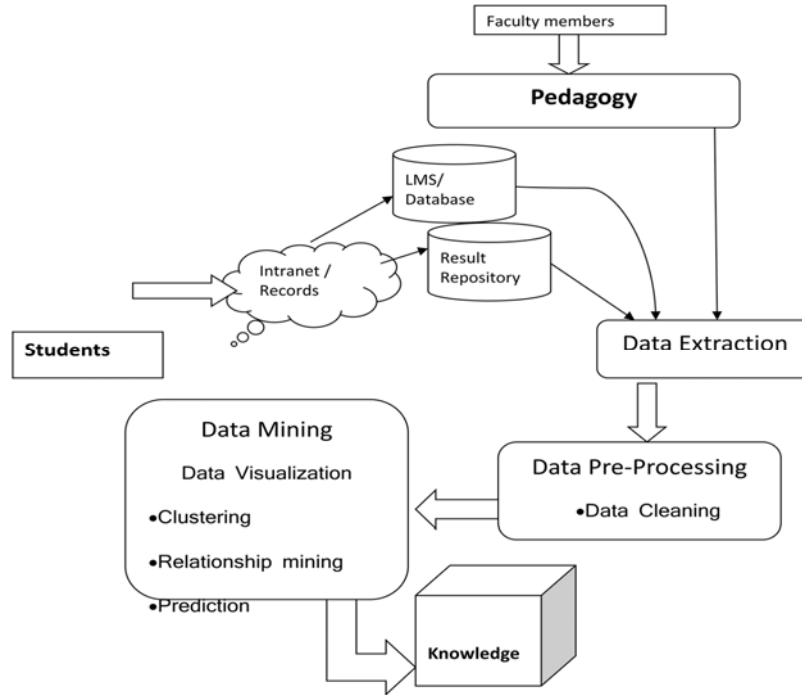 Faculty members
Pedagogy
LMS/
Database
Intranet /
Records
Result
Repository
Students
Data Extraction
Data Mining
Data Visualization
•Clustering
•Relationship mining
•Prediction
Data Pre-Processing
•Data Cleaning
Knowledge